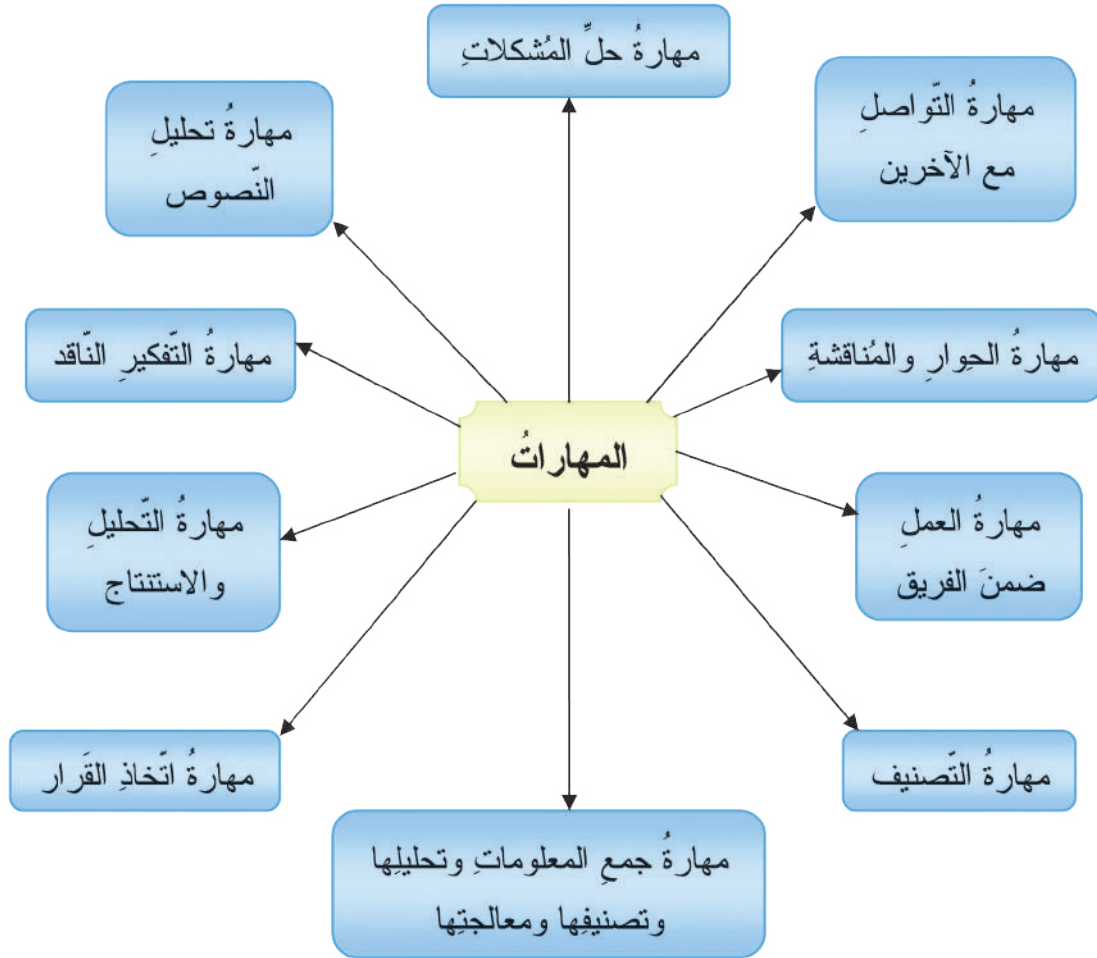 مهارةُ حلِّ المُشكلاتِ
مهارةُ التّواصلِ
مع الآخرين
مهارةُ تحليلِ
النّصوص
مهارةُ الحِوارِ والمُناقشةِ
مهارةُ التّفكيرِ النّاقد
المهاراتُ
مهارةُ العملِ
ضمنَ الفريق
مهارةُ التّحليلِ
والاستنتاج
مهارةُ التّصنيف
مهارةُ اتّخاذِ القَرار
مهارةُ جمعِ المعلوماتِ وتحليلِها
وتصنيفِها ومعالجتِها